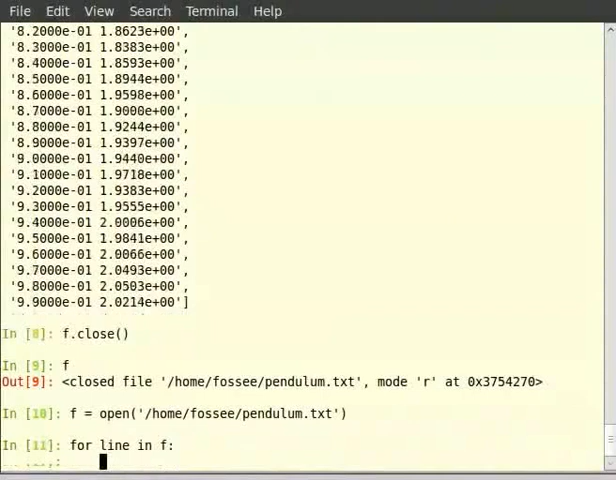 File Edit View Search Terminal Help
'8.2000e-01 1.8623e+00',
'8.3000e-01 1.8383e+00',
'8.4000e-01 1.8593e+00',
'8.5000e-01 1.8944e+00',
'8.6000e-01 1.9598e+00',
'8.7000e-01 1.9000e+00',
'8.8000e-01 1.9244e+00',
'8.9000e-01 1.9397e+00',
'9.0000e-01 1.9440e+00',
'9.1000e-01 1.9718e+00',
'9.2000e-01 1.9383e+00',
'9.3000e-01 1.9555e+00',
'9.4000e-01 2.0006e+00',
'9.5000e-01 1.9841e+00',
'9.6000e-01 2.0066e+00',
'9.7000e-01 2.0493e+00',
'9.8000e-01 2.0503e+00',
'9.9000e-01 2.0214e+00']
In [8]: f.close()
In [9]: f
Out[9]: <closed file '/home/fossee/pendulum.txt', mode 'r' at 0x3754270>
In [10]: f = open('/home/fossee/pendulum.txt')
In [11]: for line in f: